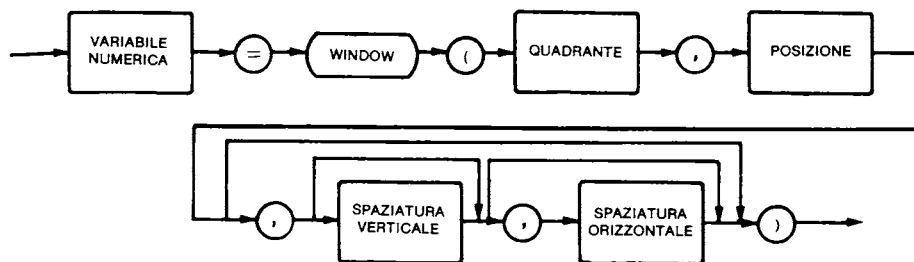 VARIABILE
NUMERICA
=
WINDOW
(
QUADRANTE
,
POSIZIONE
,
SPAZIATURA
VERTICALE
,
SPAZIATURA
ORIZZONTALE
)